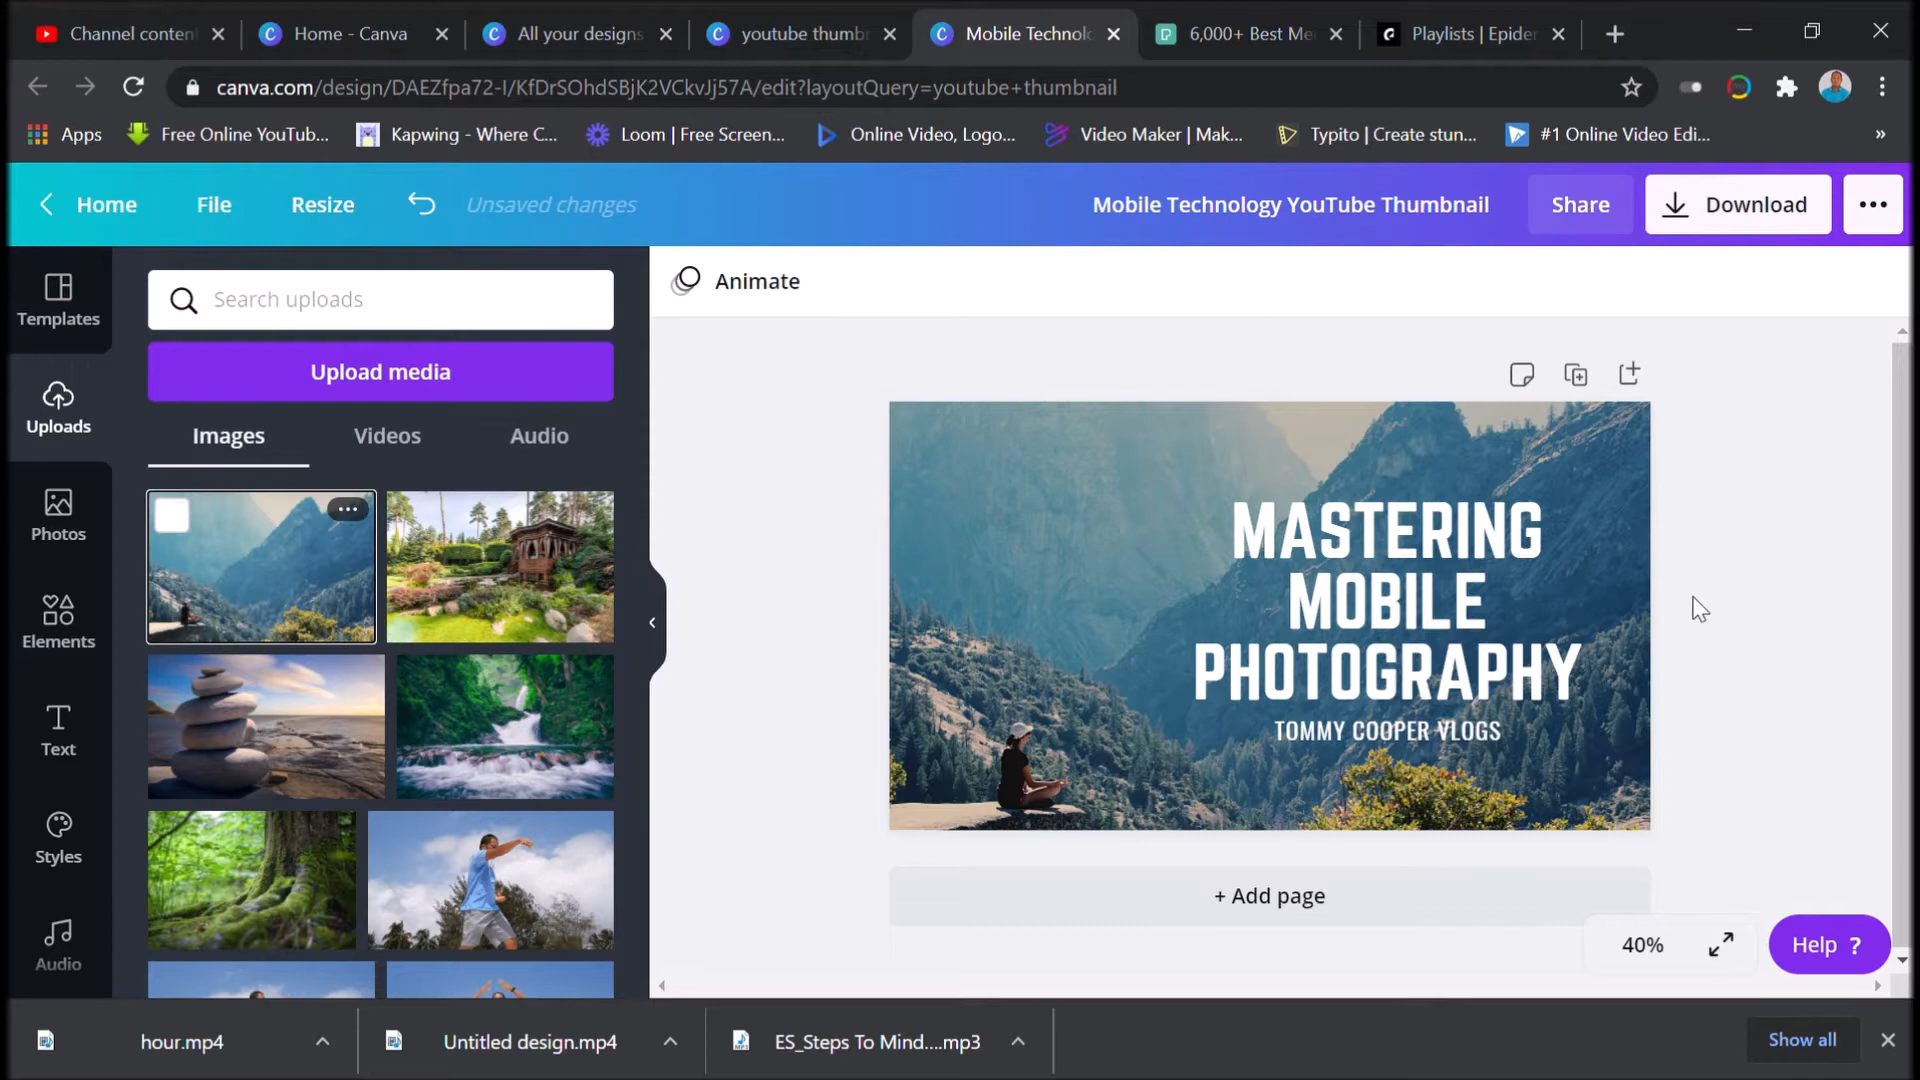 Channel conten
Home - Canva
All your designs
youtube thumb
Mobile Technolo
6,000+ Best Me
Playlists | Epider
canva.com/design/DAEZfpa72-I/KfDrSOhdSBjK2VCkvJj57A/edit?layoutQuery=youtube+thumbnail
Apps
Free Online YouTub...
Kapwing - Where C...
Loom | Free Screen...
Online Video, Logo...
Video Maker | Mak...
Typito | Create stun...
#1 Online Video Edi...
»
Home
File
Resize
Unsaved changes
Mobile Technology YouTube Thumbnail
Share
Download
Templates
Uploads
Photos
Elements
Text
Styles
Audio
Search uploads
Upload media
Images
Videos
Audio
Animate
MASTERING
MOBILE
PHOTOGRAPHY
TOMMY COOPER VLOGS
+ Add page
40%
Help ?
hour.mp4
Untitled design.mp4
ES_Steps To Mind....mp3
Show all